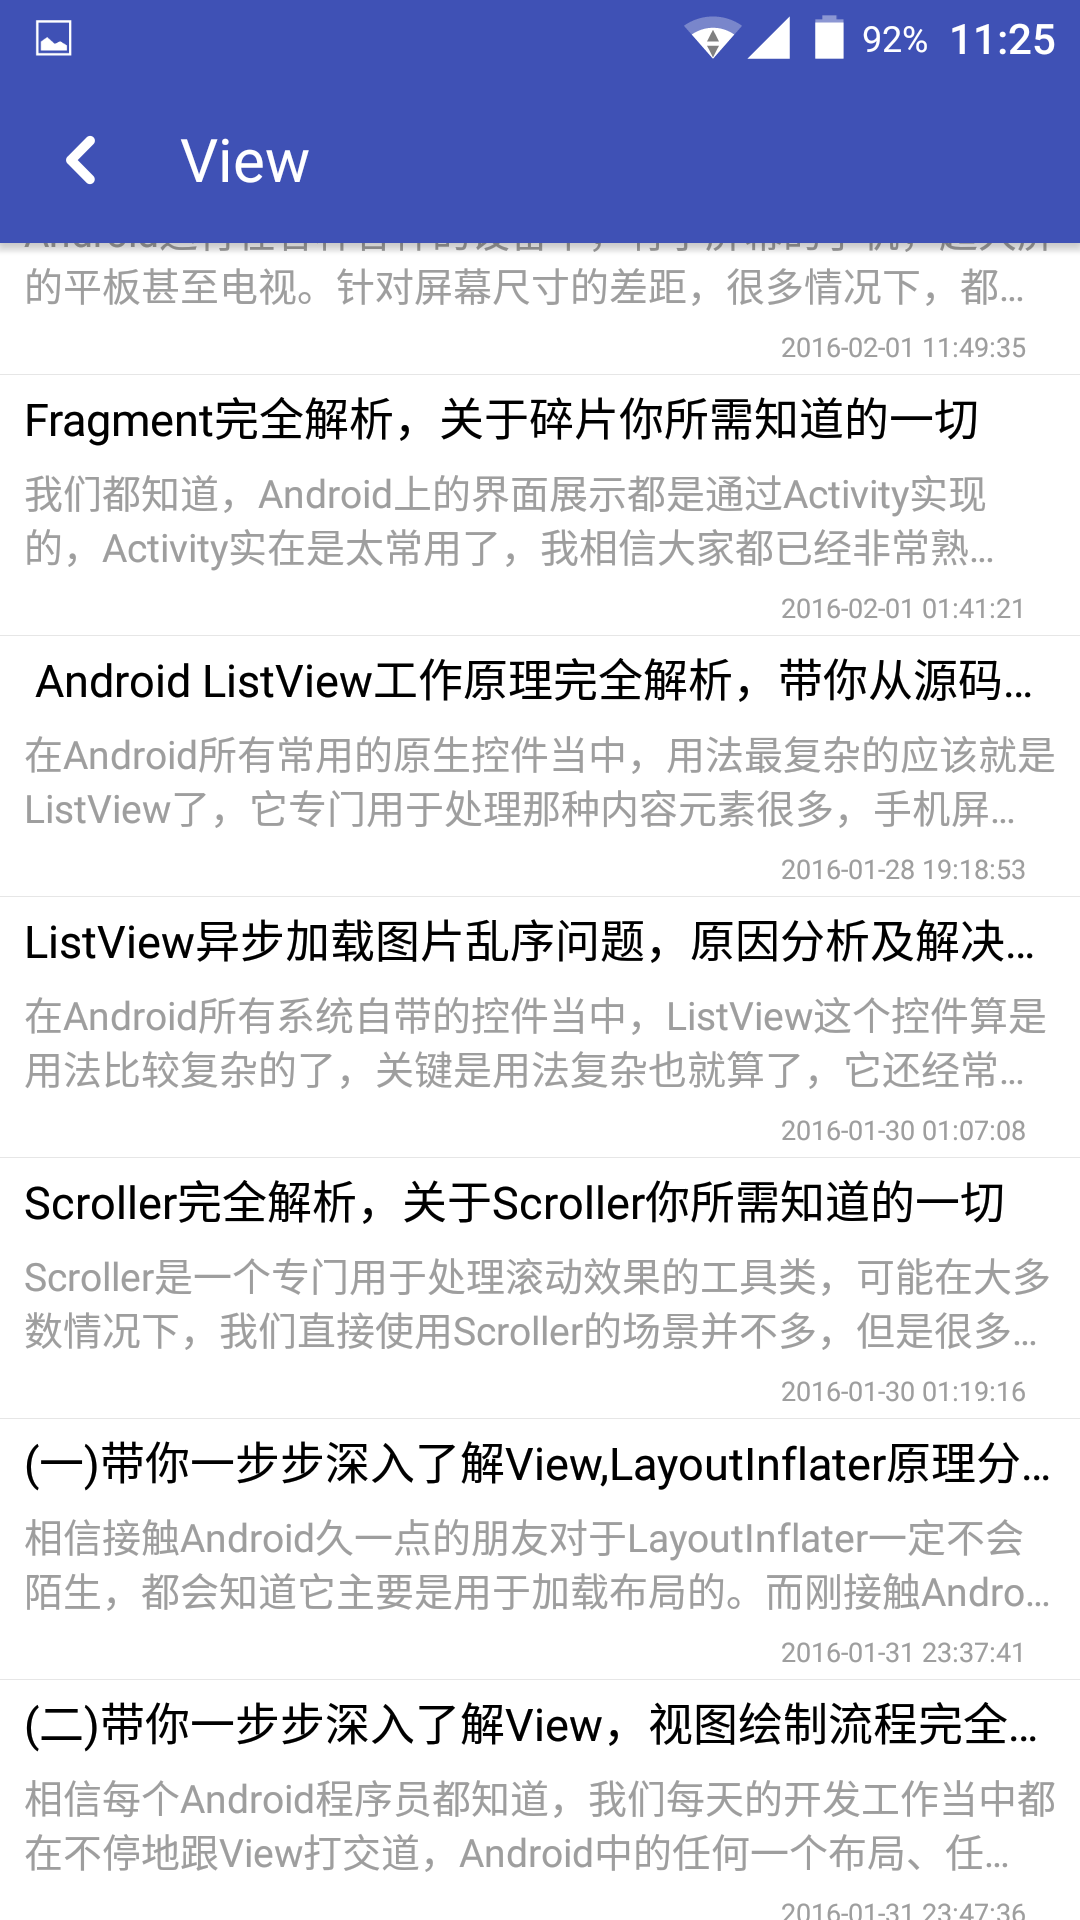 92% 11:25
View
Android运行在各种各样的设备中，有小屏幕的手机，超大屏
的平板甚至电视。针对屏幕尺寸的差距，很多情况下，都...
2016-02-01 11:49:35
Fragment完全解析，关于碎片你所需知道的一切
我们都知道，Android上的界面展示都是通过Activity实现
的，Activity实在是太常用了，我相信大家都已经非常熟...
2016-02-01 01:41:21
Android ListView工作原理完全解析，带你从源码...
在Android所有常用的原生控件当中，用法最复杂的应该就是
ListView了，它专门用于处理那种内容元素很多，手机屏...
2016-01-28 19:18:53
ListView异步加载图片乱序问题，原因分析及解决...
在Android所有系统自带的控件当中，ListView这个控件算是
用法比较复杂的了，关键是用法复杂也就算了，它还经常...
2016-01-30 01:07:08
Scroller完全解析，关于Scroller你所需知道的一切
Scroller是一个专门用于处理滚动效果的工具类，可能在大多
数情况下，我们直接使用Scroller的场景并不多，但是很多...
2016-01-30 01:19:16
(一)带你一步步深入了解View,LayoutInflater原理分...
相信接触Android久一点的朋友对于LayoutInflater一定不会
陌生，都会知道它主要是用于加载布局的。而刚接触Andro...
2016-01-31 23:37:41
(二)带你一步步深入了解View，视图绘制流程完全...
相信每个Android程序员都知道，我们每天的开发工作当中都
在不停地跟View打交道，Android中的任何一个布局、任...
2016-01-31 23:47:36